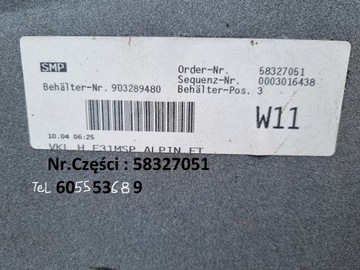 SMP
Order-Nr. 58327051
Sequenz-Nr. 0003016438
Behälter-Nr. 903289480 Behälter-Pos. 3
W11
10.04 06:25
VKL H F31MSP ALPIN FT
Nr.Części : 58327051
Tel 605553689